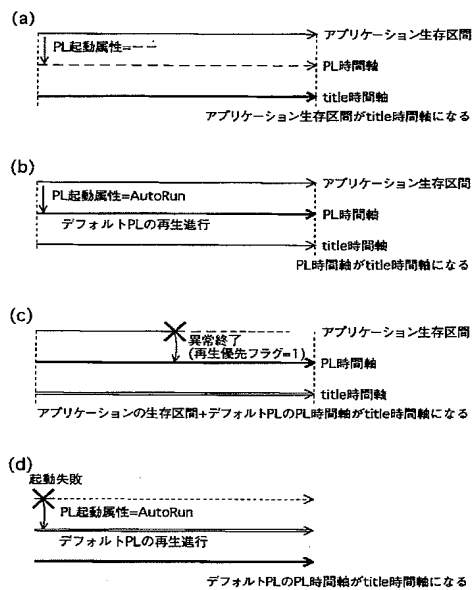 (a)
アプリケーション生存区間
PL起動属性=――
PL時間軸
title時間軸
アプリケーション生存区間がtitle時間軸になる
(b)
アプリケーション生存区間
PL起動属性=AutoRun
PL時間軸
デフォルトPLの再生進行
title時間軸
PL時間軸がtitle時間軸になる
(c)
アプリケーション生存区間
異常終了
(再生優先フラグ=1)
PL時間軸
title時間軸
アプリケーションの生存区間+デフォルトPLのPL時間軸がtitle時間軸になる
(d)
起動失敗
PL起動属性=AutoRun
デフォルトPLの再生進行
デフォルトPLのPL時間軸がtitle時間軸になる